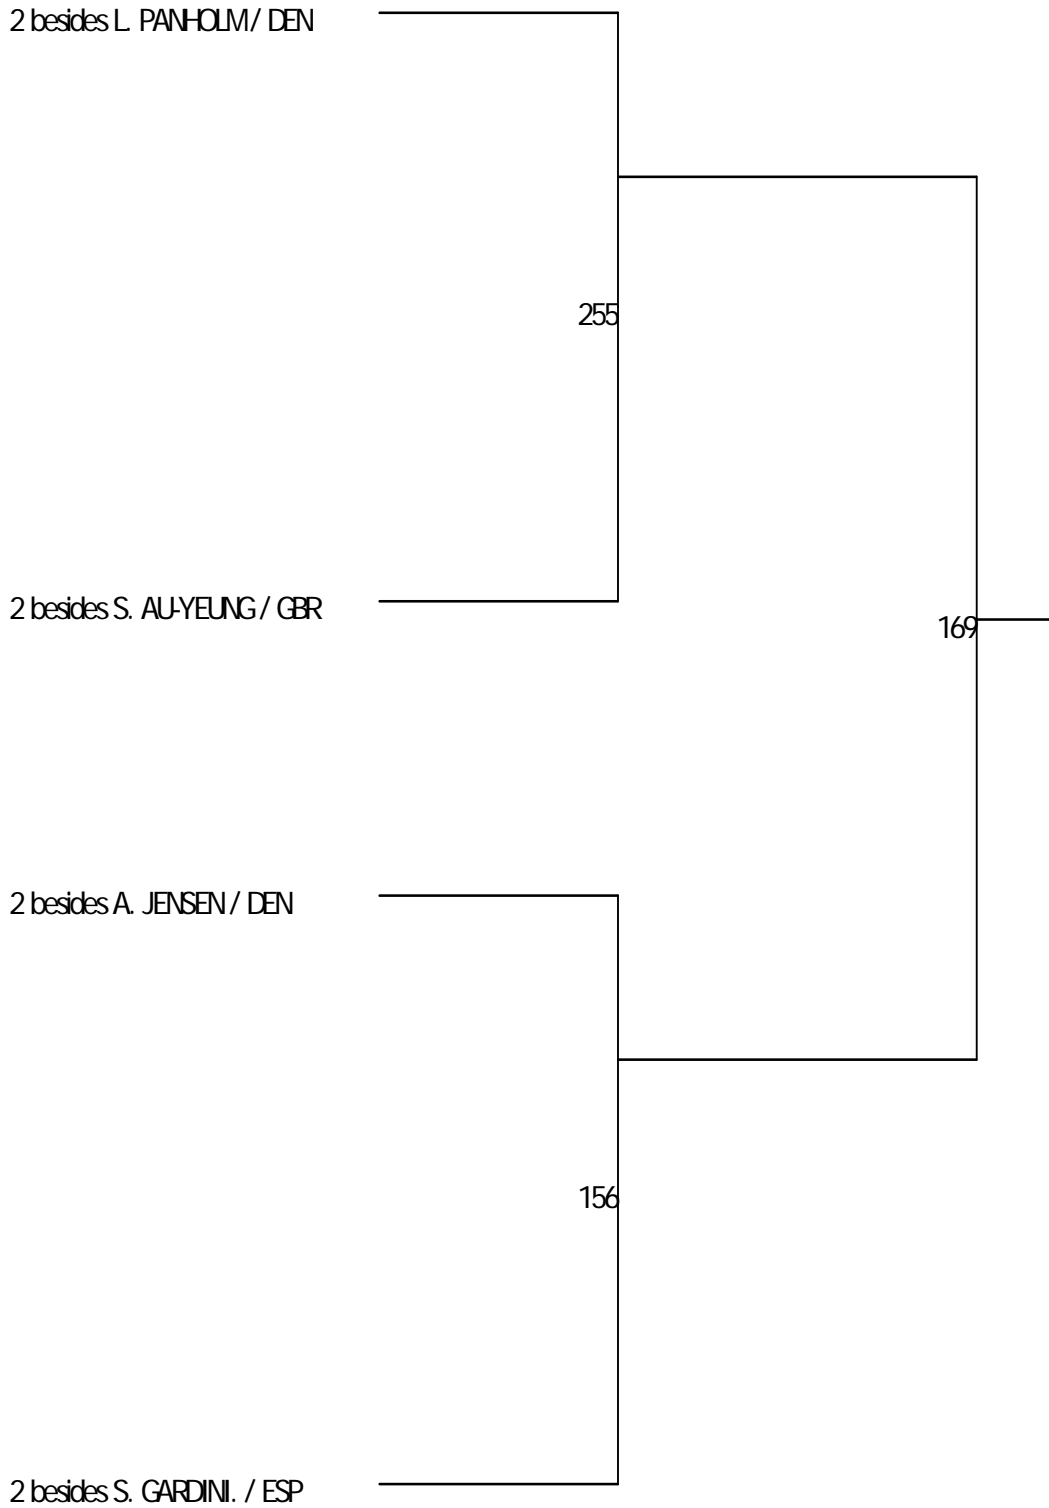 2 besides L. PANHOLM / DEN
255
2 besides S. AU-YEUNG / GBR
169
2 besides A. JENSEN / DEN
156
2 besides S. GARDINI. / ESP